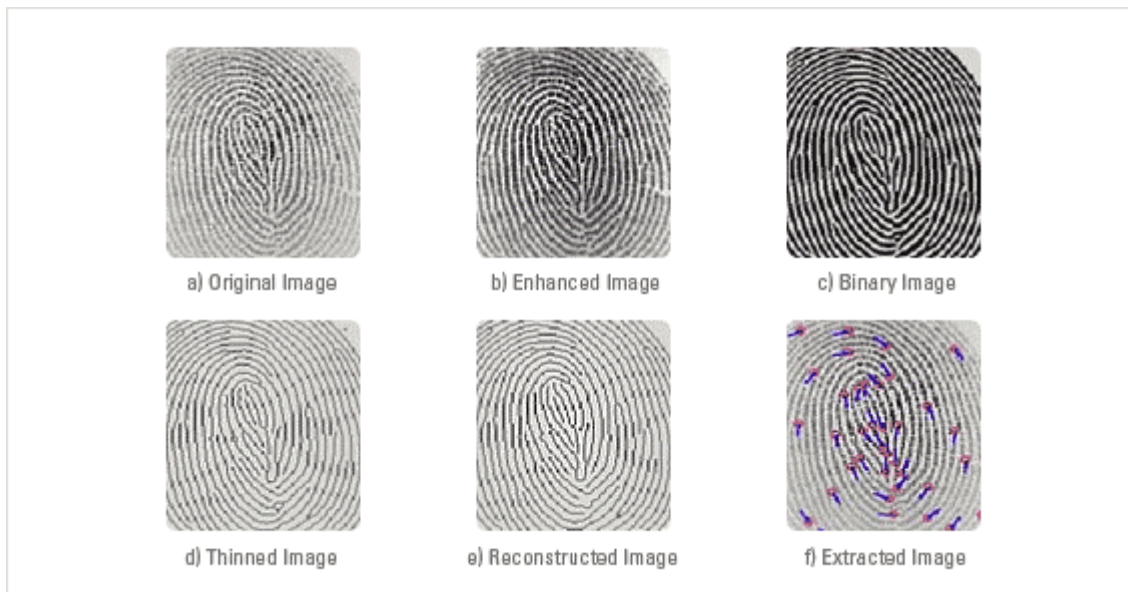 a) Original Image
b) Enhanced Image
c) Binary Image
d) Thinned Image
e) Reconstructed Image
f) Extracted Image